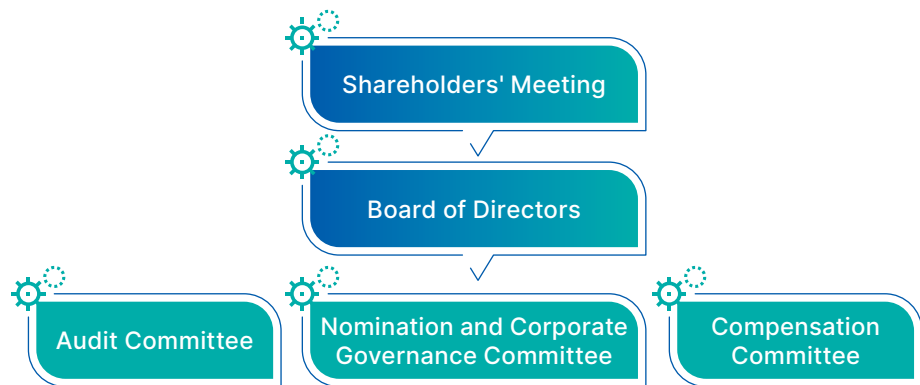 Shareholders' Meeting
Board of Directors
Audit Committee
Nomination and Corporate
Governance Committee
Compensation
Committee